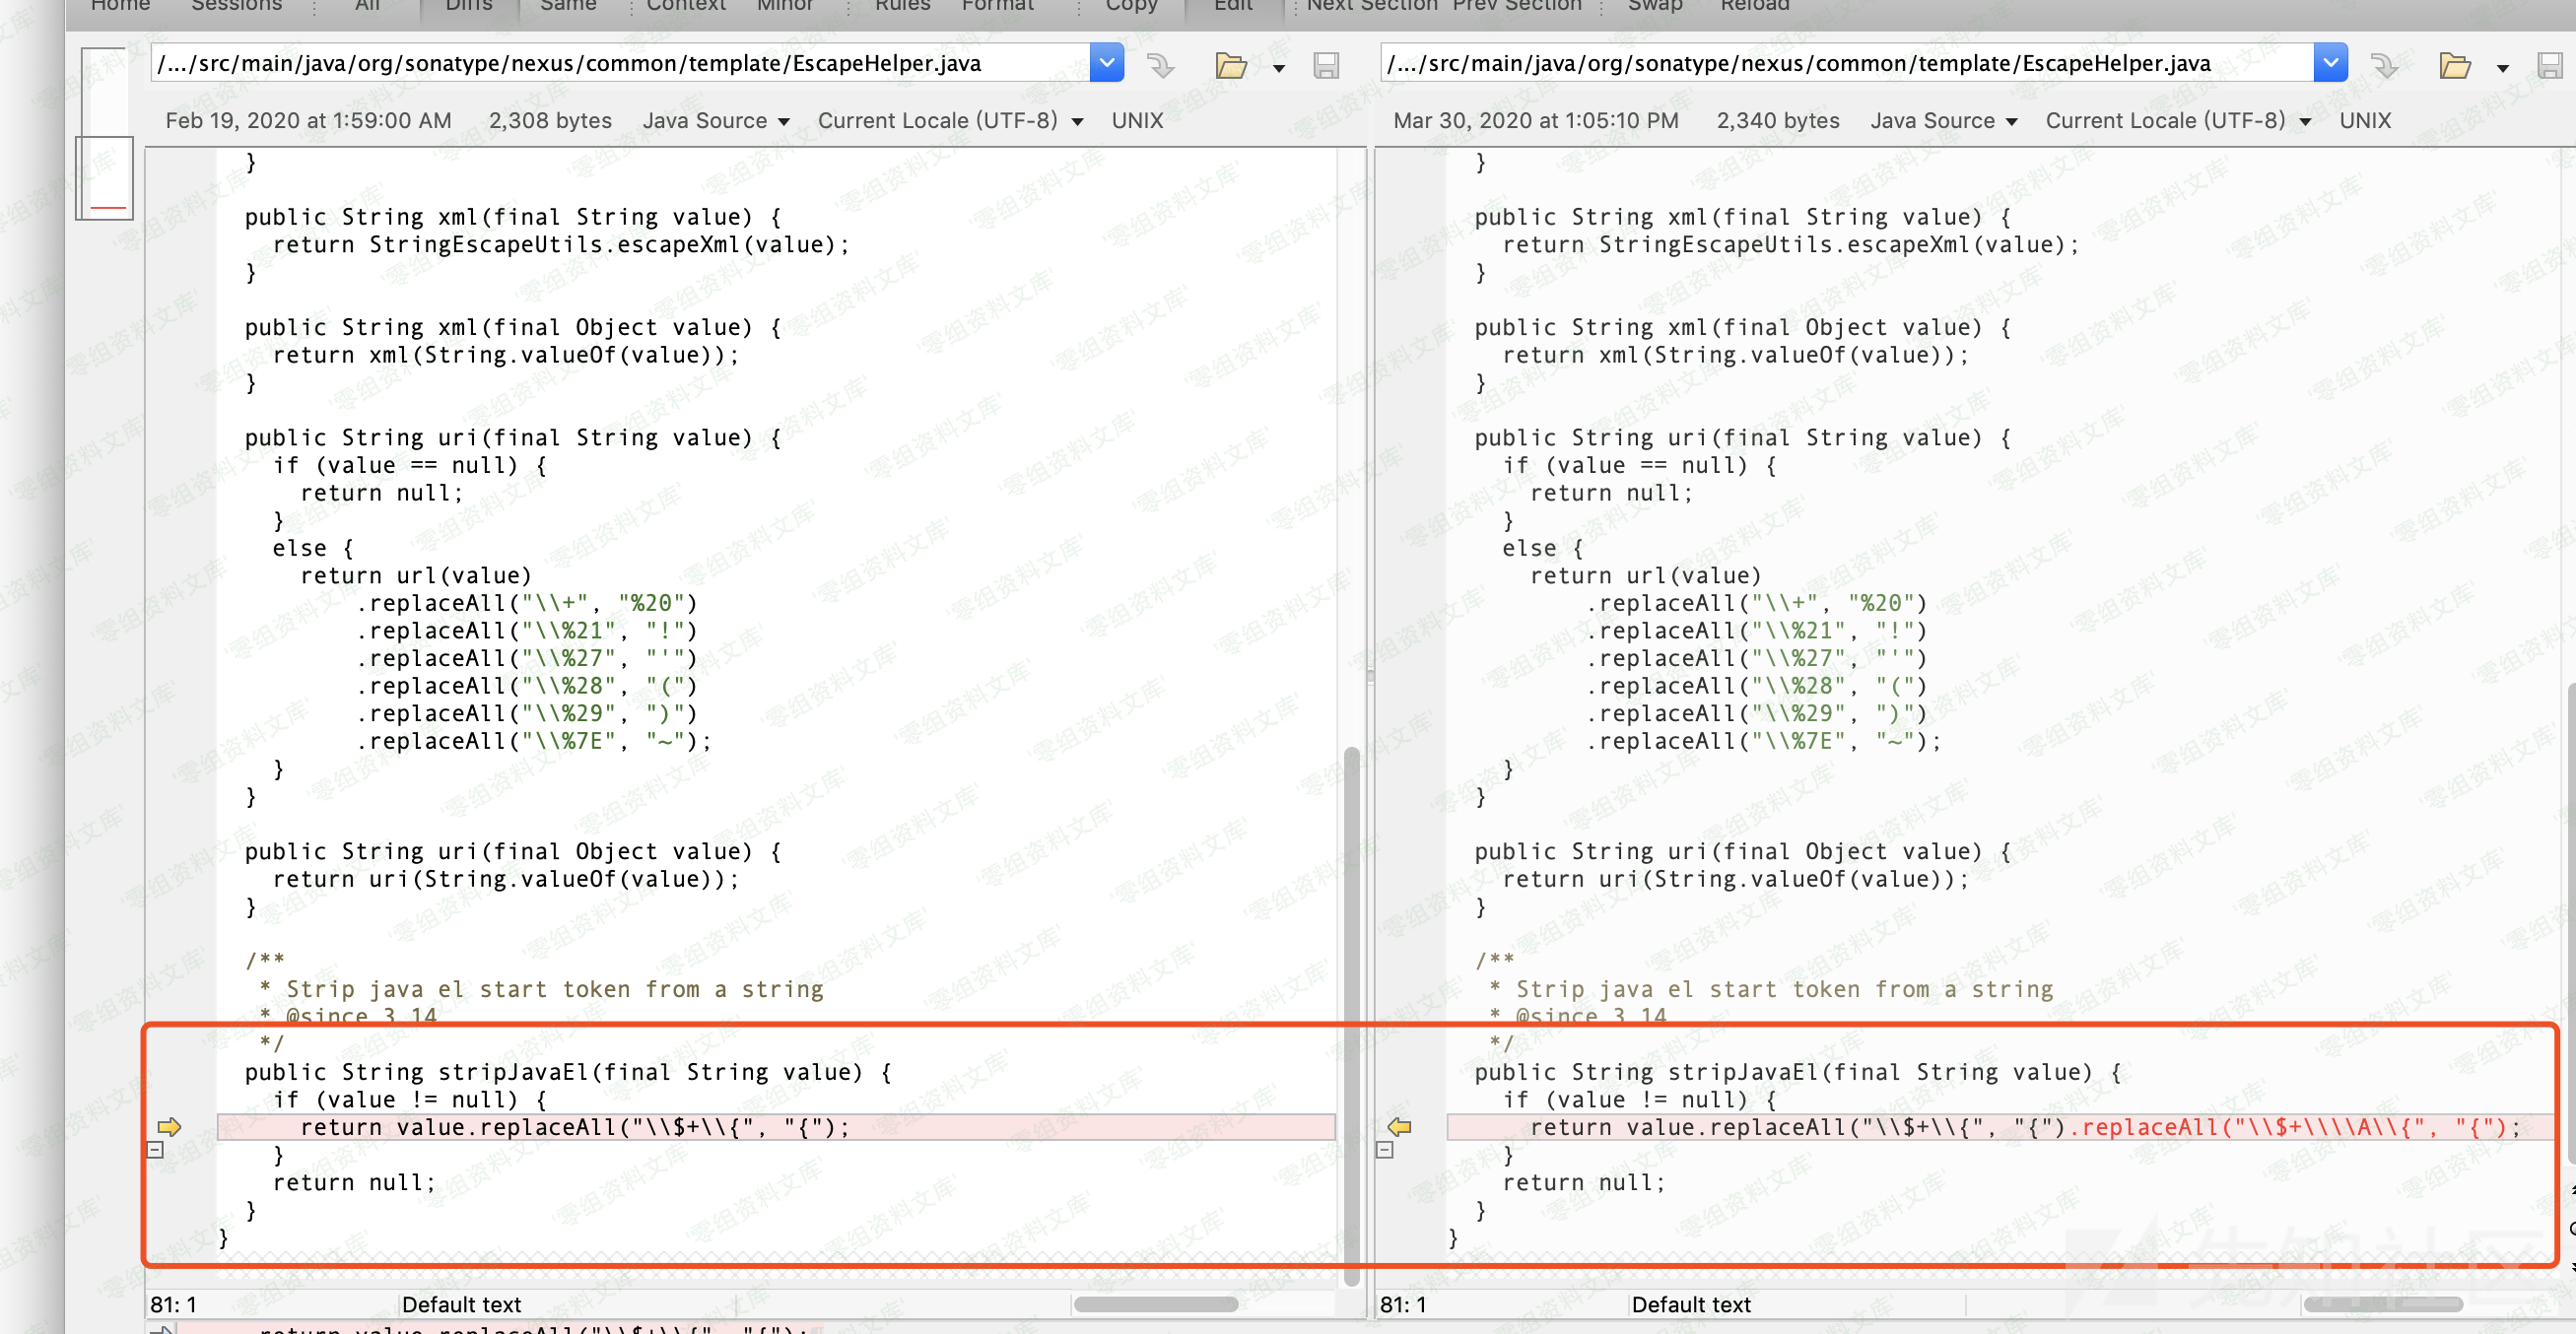 Home Sessions All Diffs Same Context Minor Rules Format Copy Edit Next Section Prev Section Swap Reload
/.../src/main/java/org/sonatype/nexus/common/template/EscapeHelper.java
Feb 19, 2020 at 1:59:00 AM 2,308 bytes Java Source Current Locale (UTF-8) UNIX
}
public String xml(final String value) {
return StringEscapeUtils.escapeXml(value);
}
public String xml(final Object value) {
return xml(String.valueOf(value));
}
public String uri(final String value) {
if (value == null) {
return null;
}
else {
return url(value)
.replaceAll("\\+", "%20")
.replaceAll("\\%21", "!")
.replaceAll("\\%27", "'")
.replaceAll("\\%28", "(")
.replaceAll("\\%29", ")")
.replaceAll("\\%7E", "~");
}
}
public String uri(final Object value) {
return uri(String.valueOf(value));
}
/**
* Strip java el start token from a string
* @since 3.14
*/
public String stripJavaEl(final String value) {
if (value != null) {
return value.replaceAll("\\$+\\{", "{");
}
return null;
}
}
81: 1 Default text
return value.replaceAll("\\$+\\{", "{");
/.../src/main/java/org/sonatype/nexus/common/template/EscapeHelper.java
Mar 30, 2020 at 1:05:10 PM 2,340 bytes Java Source Current Locale (UTF-8) UNIX
}
public String xml(final String value) {
return StringEscapeUtils.escapeXml(value);
}
public String xml(final Object value) {
return xml(String.valueOf(value));
}
public String uri(final String value) {
if (value == null) {
return null;
}
else {
return url(value)
.replaceAll("\\+", "%20")
.replaceAll("\\%21", "!")
.replaceAll("\\%27", "'")
.replaceAll("\\%28", "(")
.replaceAll("\\%29", ")")
.replaceAll("\\%7E", "~");
}
}
public String uri(final Object value) {
return uri(String.valueOf(value));
}
/**
* Strip java el start token from a string
* @since 3.14
*/
public String stripJavaEl(final String value) {
if (value != null) {
return value.replaceAll("\\$+\\{", "{").replaceAll("\\$+\\\\A\\{", "{");
}
return null;
}
}
81: 1 Default text
零组资料文库
先知社区